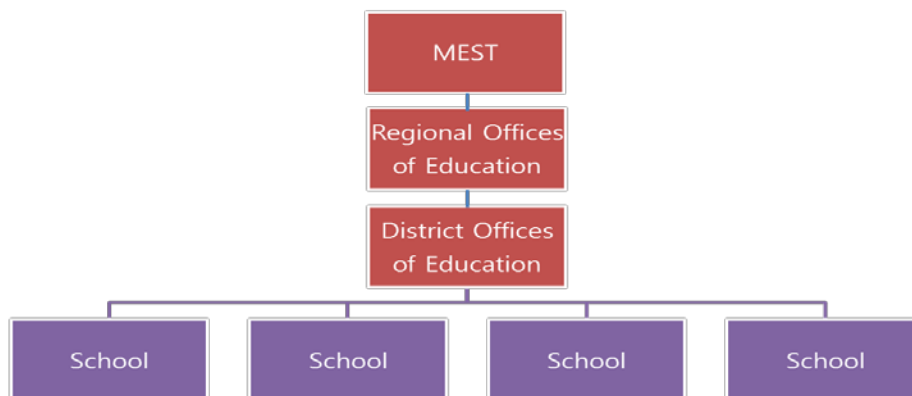 MEST
Regional Offices
of Education
District Offices
of Education
School
School
School
School